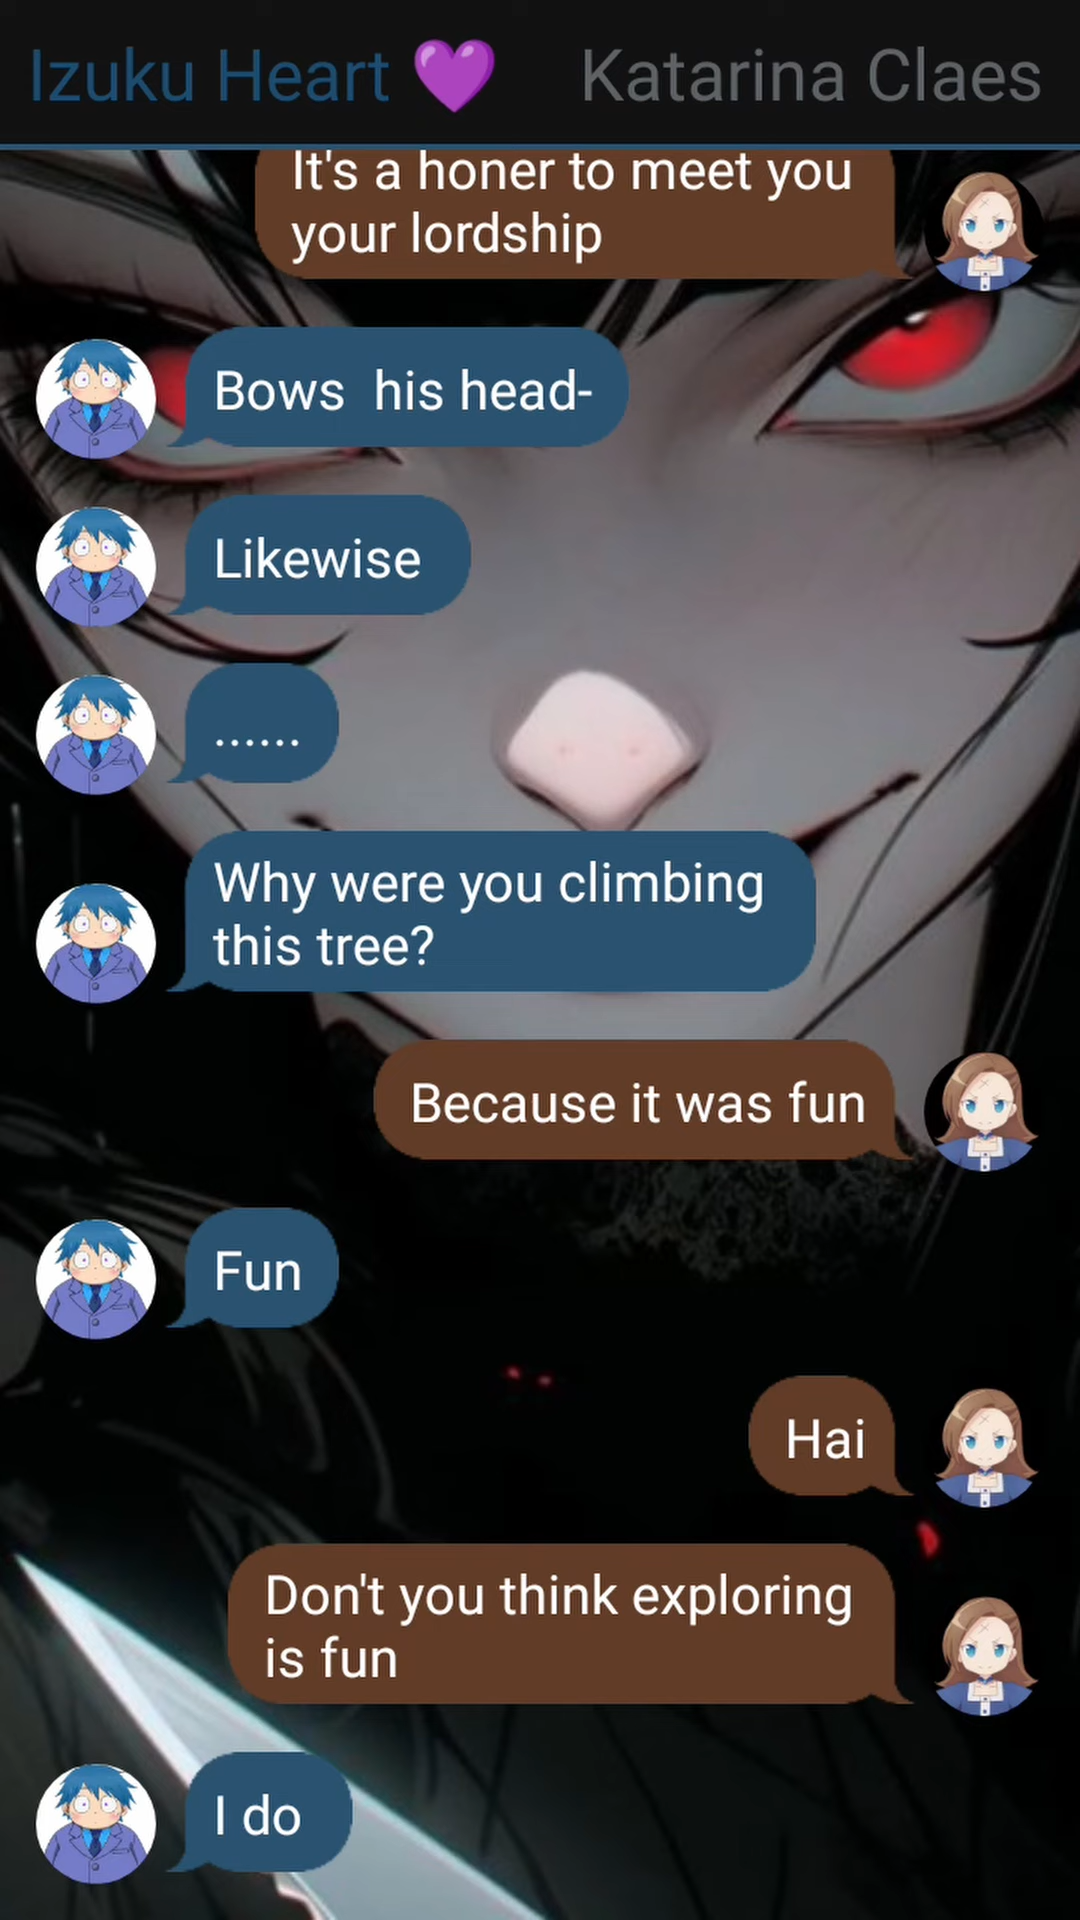 Izuku Heart 💜 Katarina Claes
It's a honer to meet you
your lordship
Bows  his head-
Likewise
......
Why were you climbing
this tree?
Because it was fun
Fun
Hai
Don't you think exploring
is fun
I do